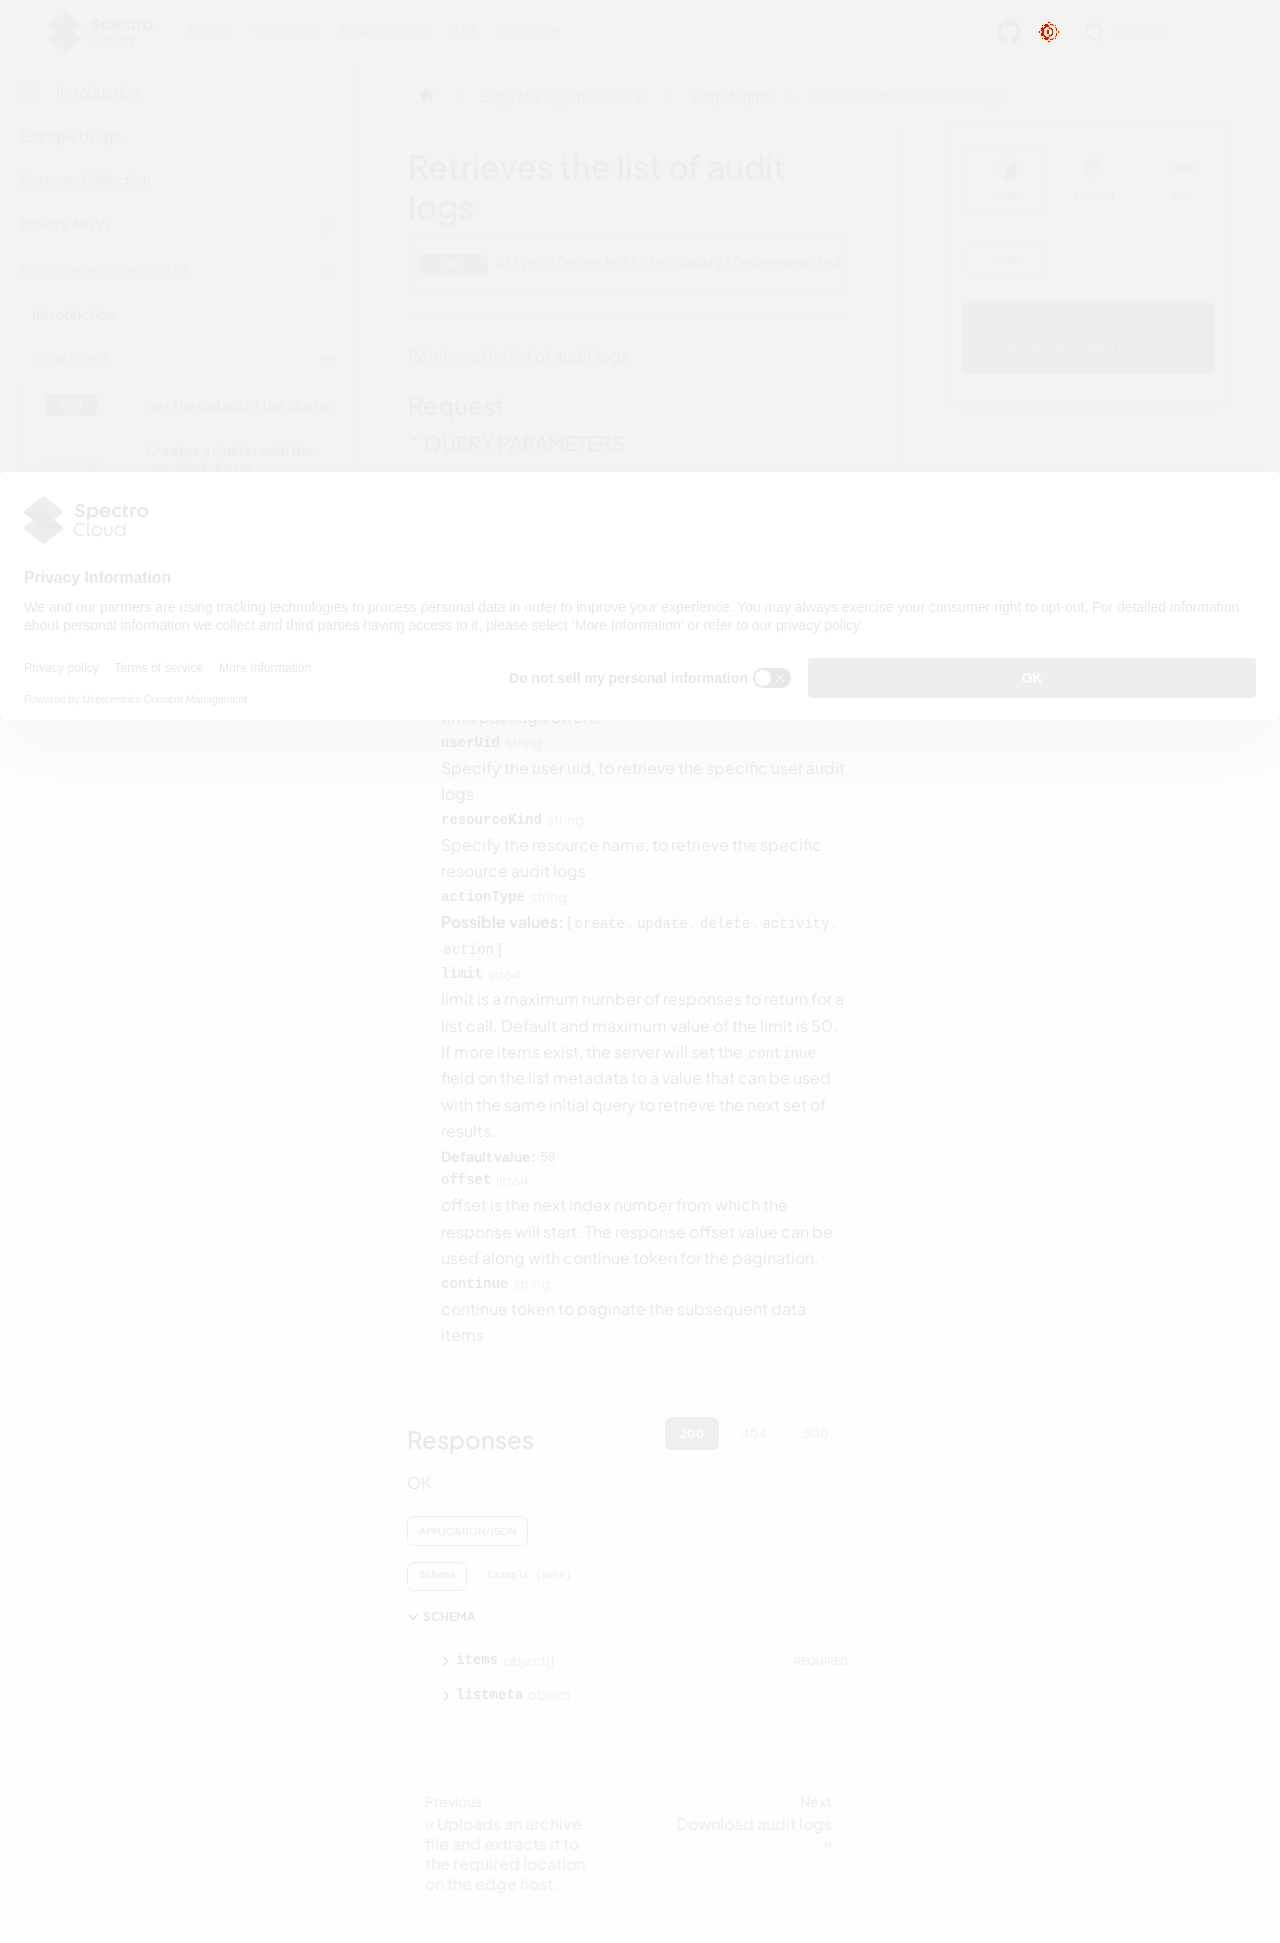 Spectro Cloud
Docs Tutorials Downloads API latest Search
Introduction
Example Usage
Postman Collection
Palette API V1
Edge Management API V1
Introduction
Edge Mgmt
GET Get the details of the cluster.
Creates a cluster with the
provided cluster
Edge Management API V1 Edge Mgmt Retrieves the list of audit logs
Retrieves the list of audit
logs
GET https://edge-host-ip:5080/v1/edge-mgmt/edg
Retrieves the list of audit logs
Request
QUERY PARAMETERS
CURL PYTHON GO
CURL
Spectro
Cloud
Privacy Information
We and our partners are using tracking technologies to process personal data in order to improve your experience. You may always exercise your consumer right to opt-out. For detailed information
about personal information we collect and third parties having access to it, please select 'More Information' or refer to our privacy policy.
Privacy policy Terms of service More Information
Do not sell my personal information
OK
Powered by Usercentrics Consent Management
time package offers.
userUid string
Specify the user uid, to retrieve the specific user audit
logs
resourceKind string
Specify the resource name, to retrieve the specific
resource audit logs
actionType string
Possible values: [create, update, delete, activity,
action]
limit int64
limit is a maximum number of responses to return for a
list call. Default and maximum value of the limit is 50.
If more items exist, the server will set the continue
field on the list metadata to a value that can be used
with the same initial query to retrieve the next set of
results.
Default value: 50
offset int64
offset is the next index number from which the
response will start. The response offset value can be
used along with continue token for the pagination.
continue string
continue token to paginate the subsequent data
items
Responses 200 404 500
OK
APPLICATION/JSON
Schema Example (auto)
SCHEMA
items object[] REQUIRED
listmeta object
Previous
« Uploads an archive
file and extracts it to
the required location
on the edge host.
Next
Download audit logs
»